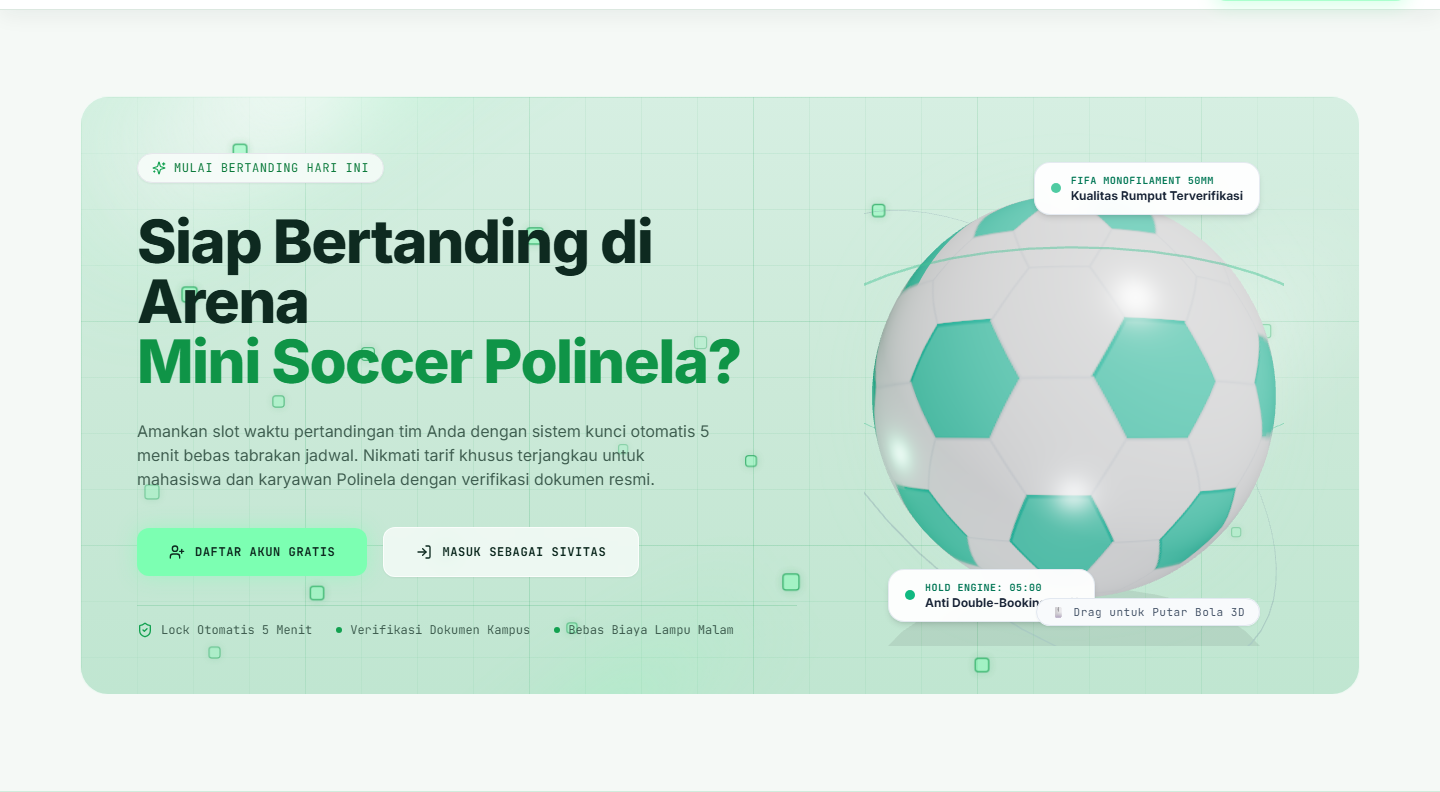 MULAI BERTANDING HARI INI
Siap Bertanding di
Arena
Mini Soccer Polinela?
Amankan slot waktu pertandingan tim Anda dengan sistem kunci otomatis 5
menit bebas tabrakan jadwal. Nikmati tarif khusus terjangkau untuk
mahasiswa dan karyawan Polinela dengan verifikasi dokumen resmi.
DAFTAR AKUN GRATIS
MASUK SEBAGAI SIVITAS
Lock Otomatis 5 Menit
Verifikasi Dokumen Kampus
Bebas Biaya Lampu Malam
FIFA MONOFILAMENT 50MM
Kualitas Rumput Terverifikasi
HOLD ENGINE: 05:00
Anti
Drag untuk Putar Bola 3D